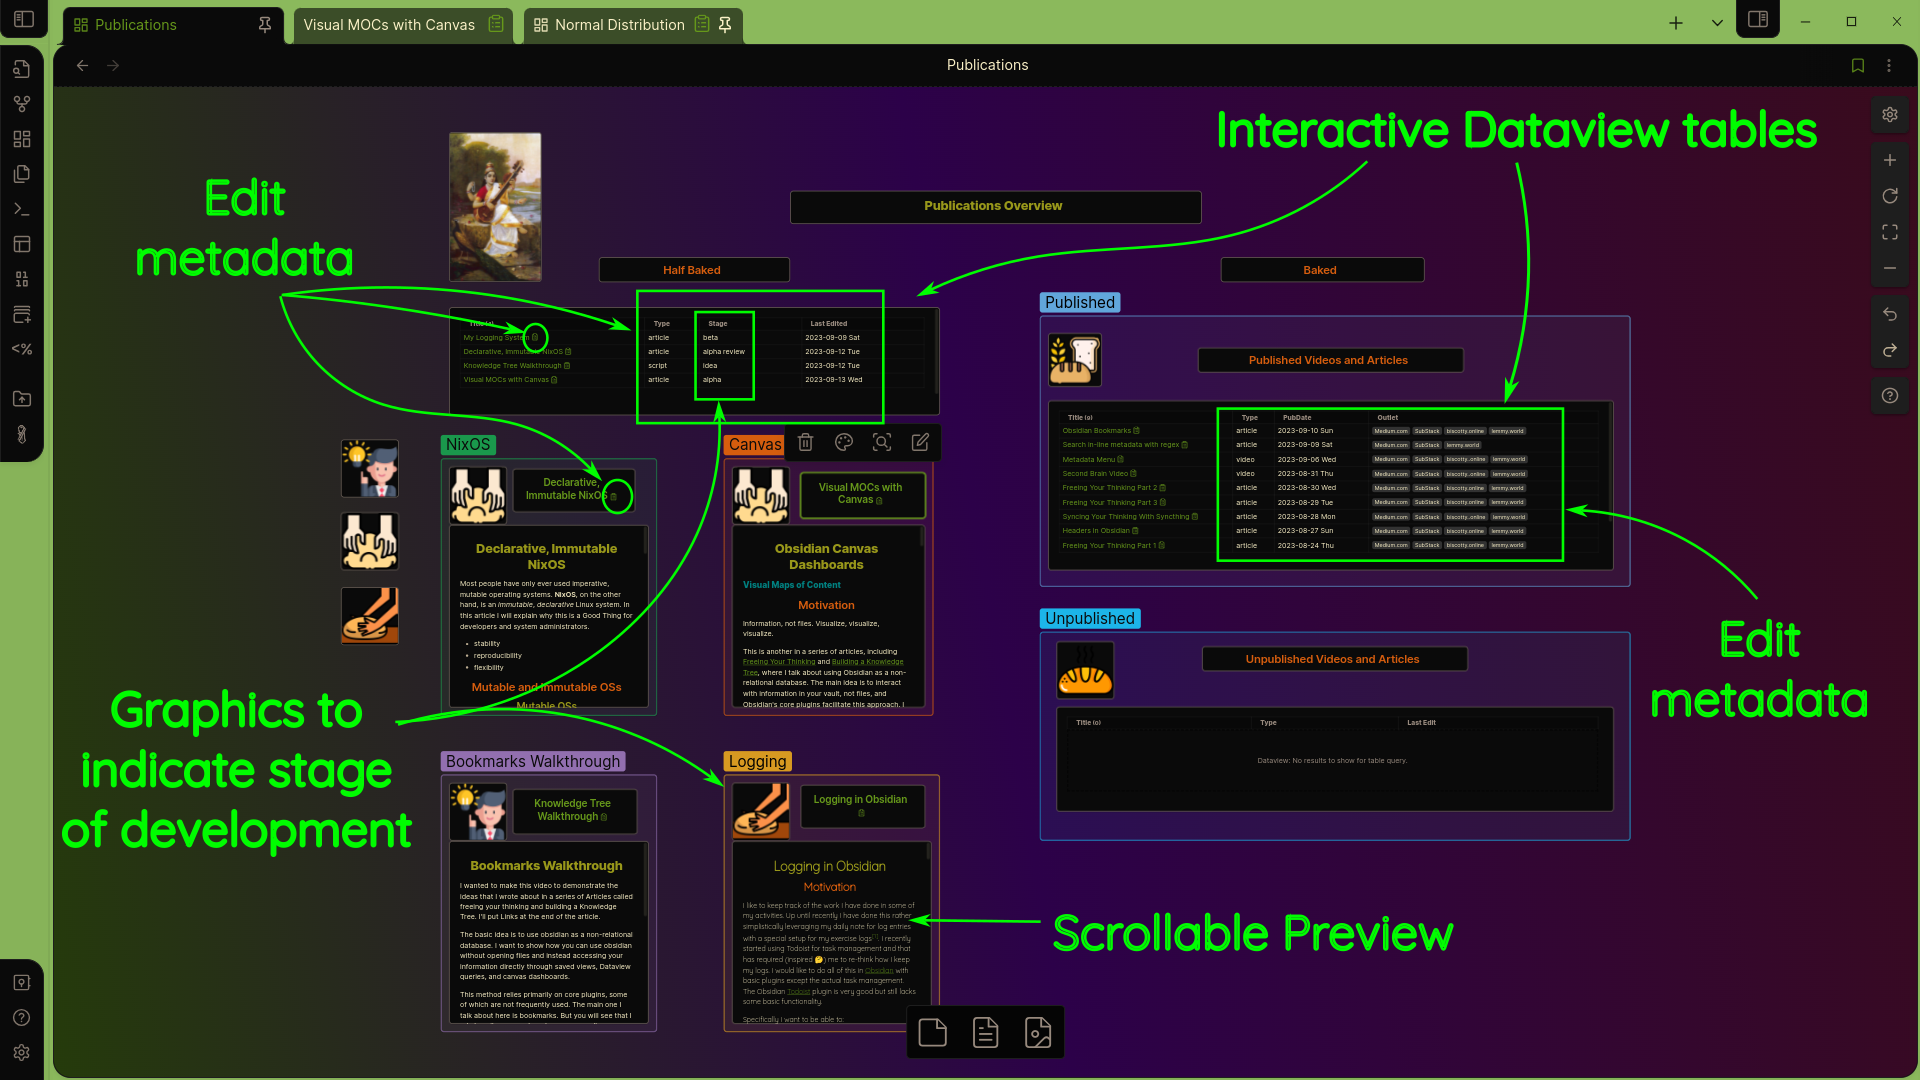 Publications
Visual MOCs with Canvas
Normal Distribution
Publications
Interactive Dataview tables
Edit
metadata
Publications Overview
Half Baked
Baked
Type Stage Last Edited
My Logging System article beta 2023-09-09 Sat
Declarative, Immutable NixOS article alpha review 2023-09-12 Tue
Knowledge Tree Walkthrough script idea 2023-09-12 Tue
Visual MOCs with Canvas article alpha 2023-09-13 Wed
Published
Published Videos and Articles
Title (9) Type PubDate Outlet
Obsidian Bookmarks article 2023-09-10 Sun Medium.com SubStack biscotty.online lemmy.world
Search in-line metadata with regex article 2023-09-09 Sat Medium.com SubStack lemmy.world
Metadata Menu video 2023-09-06 Wed Medium.com SubStack biscotty.online lemmy.world
Second Brain Video video 2023-08-31 Thu Medium.com SubStack biscotty.online lemmy.world
Freeing Your Thinking Part 2 article 2023-08-30 Wed Medium.com SubStack biscotty.online lemmy.world
Freeing Your Thinking Part 3 article 2023-08-29 Tue Medium.com SubStack biscotty.online lemmy.world
Syncing Your Thinking With Syncthing article 2023-08-28 Mon Medium.com SubStack biscotty.online lemmy.world
Headers in Obsidian article 2023-08-27 Sun Medium.com SubStack biscotty.online lemmy.world
Freeing Your Thinking Part 1 article 2023-08-24 Thu Medium.com SubStack biscotty.online lemmy.world
NixOS
Declarative,
Immutable NixOS
Declarative, Immutable
NixOS
Most people have only ever used imperative,
mutable operating systems. NixOS, on the other
hand, is an immutable, declarative Linux system. In
this article I will explain why this is a Good Thing for
developers and system administrators.
• stability
• reproducibility
• flexibility
Mutable and Immutable OSs
Mutable OSs
Canvas
Visual MOCs with
Canvas
Obsidian Canvas
Dashboards
Visual Maps of Content
Motivation
Information, not files. Visualize, visualize,
visualize.
This is another in a series of articles, including
Freeing Your Thinking and Building a Knowledge
Tree, where I talk about using Obsidian as a non-
relational database. The main idea is to interact
with information in your vault, not files, and
Obsidian's core plugins facilitate this approach. I
Unpublished
Unpublished Videos and Articles
Title (0) Type Last Edit
Dataview: No results to show for table query.
Edit
metadata
Graphics to
indicate stage
of development
Bookmarks Walkthrough
Knowledge Tree
Walkthrough
Bookmarks Walkthrough
I wanted to make this video to demonstrate the
ideas that I wrote about in a series of Articles called
freeing your thinking and building a Knowledge
Tree. I'll put Links at the end of the article.
The basic idea is to use obsidian as a non-relational
database. I want to show how you can use obsidian
without opening files and instead accessing your
information directly through saved views, Dataview
queries, and canvas dashboards.
This method relies primarily on core plugins, some
of which are not frequently used. The main one I
talk about here is bookmarks. But you will see that I
Logging
Logging in Obsidian
Logging in Obsidian
Motivation
I like to keep track of the work I have done in some of
my activities. Up until recently I have done this rather
simplistically leveraging my daily note for log entries
with a special setup for my exercise logs. I recently
started using Todoist for task management and that
has required (inspired 🤔) me to re-think how I keep
my logs. I would like to do all of this in Obsidian with
basic plugins except the actual task management.
The Obsidian Todoist plugin is very good but still lacks
some basic functionality.
Specifically I want to be able to:
Scrollable Preview